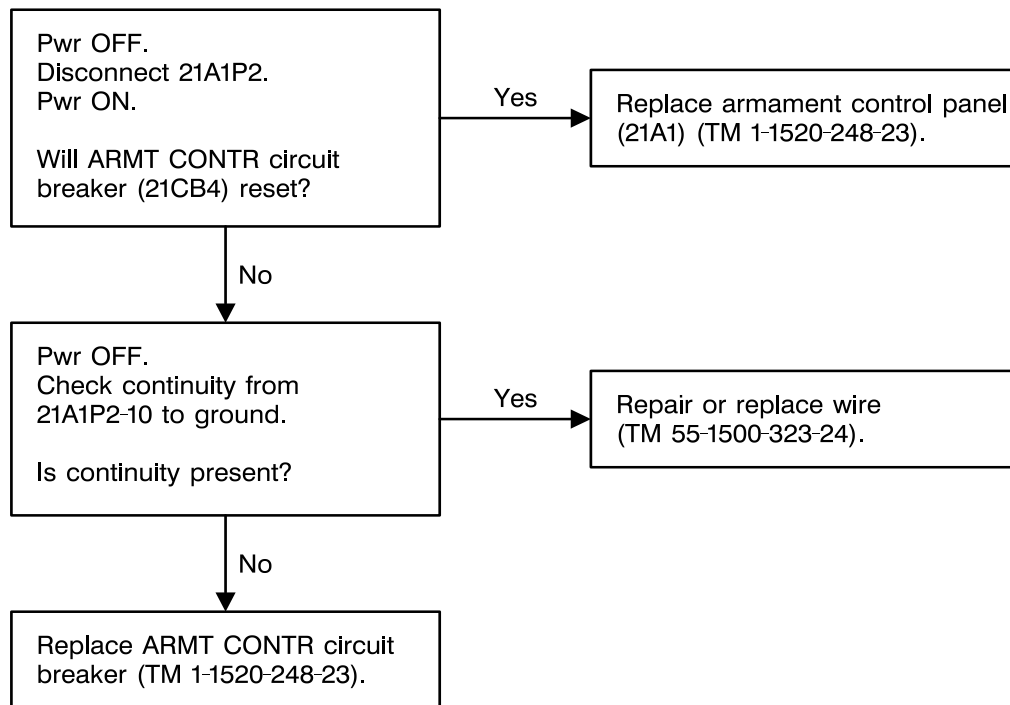 Pwr OFF.
Disconnect 21A1P2.
Pwr ON.
Will ARMT CONTR circuit
breaker (21CB4) reset?
Yes
Replace armament control panel
(21A1) (TM 1-1520-248-23).
No
Pwr OFF.
Check continuity from
21A1P2-10 to ground.
Is continuity present?
Yes
Repair or replace wire
(TM 55-1500-323-24).
No
Replace ARMT CONTR circuit
breaker (TM 1-1520-248-23).